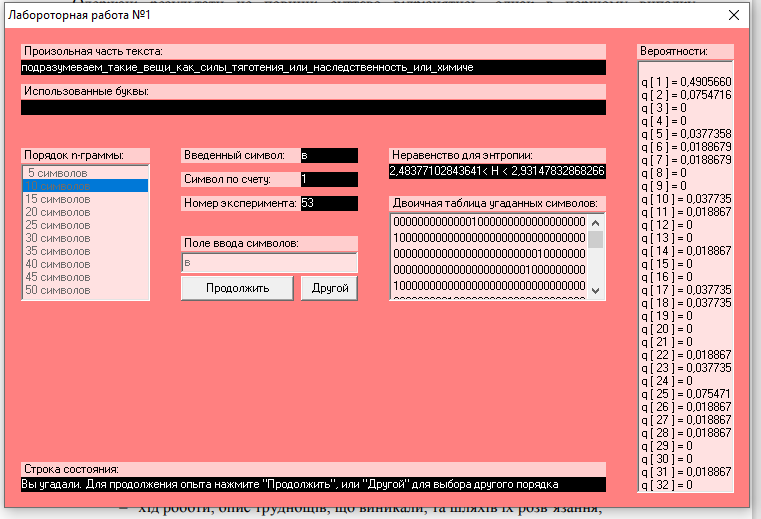 Лабороторная работа №1
Произольная часть текста:
подразумеваем_такие_вещи_как_силы_тяготения_или_наследственность_или_химиче
Использованные буквы:
Порядок n-граммы:
5 символов
10 символов
15 символов
20 символов
25 символов
30 символов
35 символов
40 символов
45 символов
50 символов
Введенный символ: в
Символ по счету: 1
Номер эксперимента: 53
Поле ввода символов:
в
Продолжить Другой
Неравенство для энтропии:
2,48377102843641< H < 2,93147832868266
Двоичная таблица угаданных символов:
Вероятности:
q [ 1 ] = 0,4905660
q [ 2 ] = 0,0754716
q [ 3 ] = 0
q [ 4 ] = 0
q [ 5 ] = 0,0377358
q [ 6 ] = 0,0188679
q [ 7 ] = 0,0188679
q [ 8 ] = 0
q [ 9 ] = 0
q [ 10 ] = 0,037735
q [ 11 ] = 0,018867
q [ 12 ] = 0
q [ 13 ] = 0
q [ 14 ] = 0,018867
q [ 15 ] = 0
q [ 16 ] = 0
q [ 17 ] = 0,037735
q [ 18 ] = 0,037735
q [ 19 ] = 0
q [ 20 ] = 0
q [ 21 ] = 0
q [ 22 ] = 0,018867
q [ 23 ] = 0,037735
q [ 24 ] = 0
q [ 25 ] = 0,075471
q [ 26 ] = 0,018867
q [ 27 ] = 0,018867
q [ 28 ] = 0,018867
q [ 29 ] = 0
q [ 30 ] = 0
q [ 31 ] = 0,018867
q [ 32 ] = 0
Строка состояния:
Вы угадали. Для продолжения опыта нажмите "Продолжить", или "Другой" для выбора другого порядка
хід роботи, опис труднощів, що виникали, та шляхів їх розв'язання;